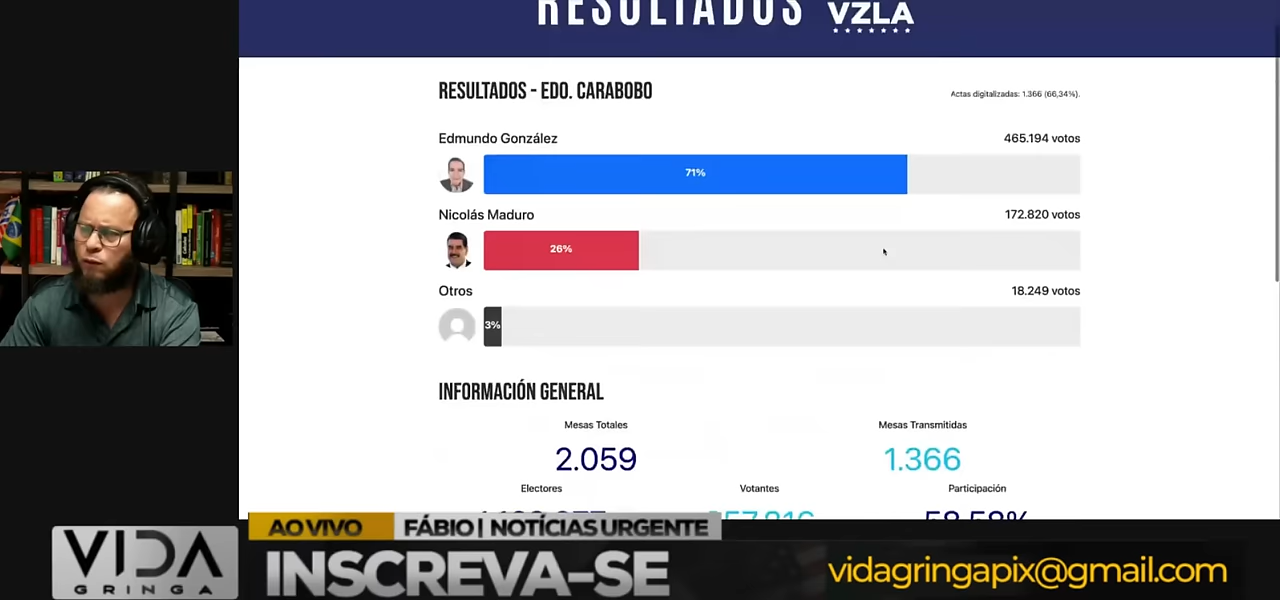 RESULTADOS VZLA
RESULTADOS - EDO. CARABOBO
Actas digitalizadas: 1.366 (66,34%).
Edmundo González
465.194 votos
71%
Nicolás Maduro
172.820 votos
26%
Otros
18.249 votos
3%
INFORMACIÓN GENERAL
Mesas Totales
Mesas Transmitidas
2.059
1.366
Electores
Votantes
Participación
58,58%
AO VIVO
FÁBIO | NOTÍCIAS URGENTE
VIDA
GRINGA
INSCREVA-SE
vidagringapix@gmail.com